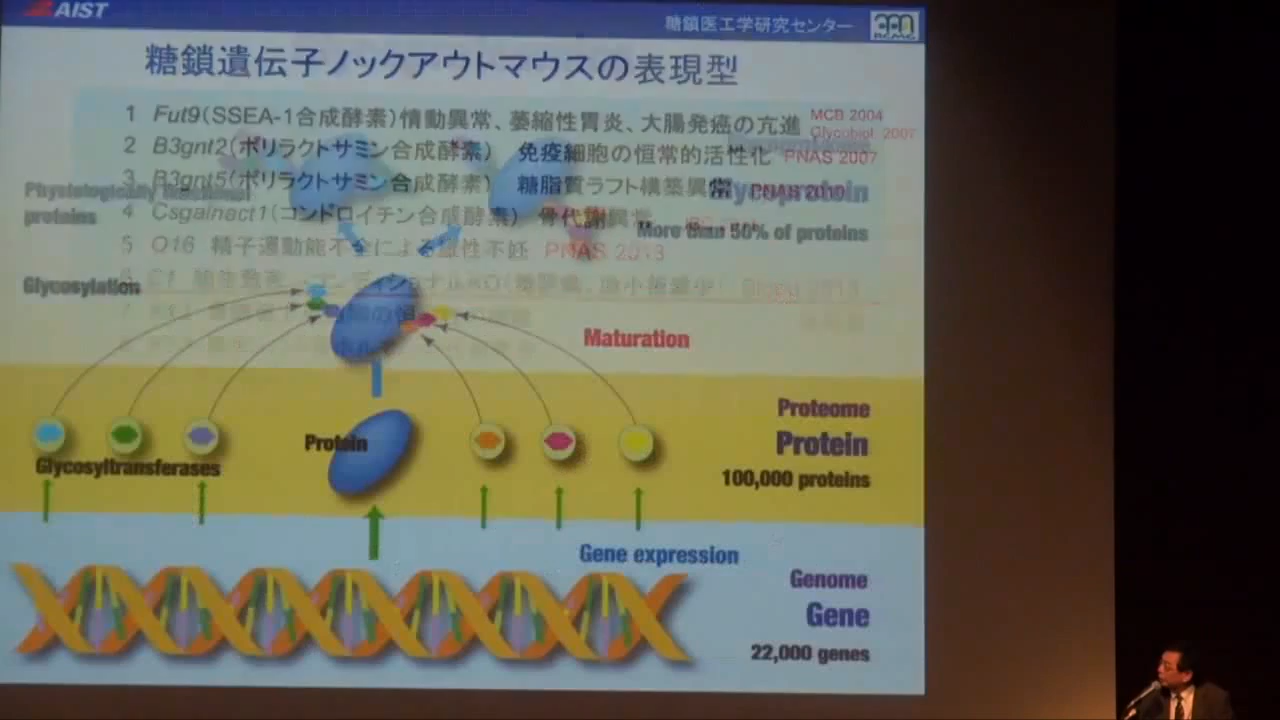 AIST
糖鎖医工学研究センター
糖鎖遺伝子ノックアウトマウスの表現型
1 Fut9(SSEA-1合成酵素)情動異常、萎縮性胃炎、大腸発癌の亢進 MCB 2004
Glycobiol. 2007
2 B3gnt2(ポリラクトサミン合成酵素) 免疫細胞の恒常的活性化 PNAS 2007
3 B3gnt5(ポリラクトサミン合成酵素) 糖脂質ラフト構築異常 PNAS 2010
Physiologically
proteins
Glycoprotein
4 Csgalnact1(コンドロイチン合成酵素) 骨代謝異常
More than 50% of proteins
5 O16 精子運動能不全による雄性不妊 PNAS 2013
Glycosylation
Maturation
Proteome
Protein
Protein
100,000 proteins
Glycosyltransferases
Gene expression
Genome
Gene
22,000 genes